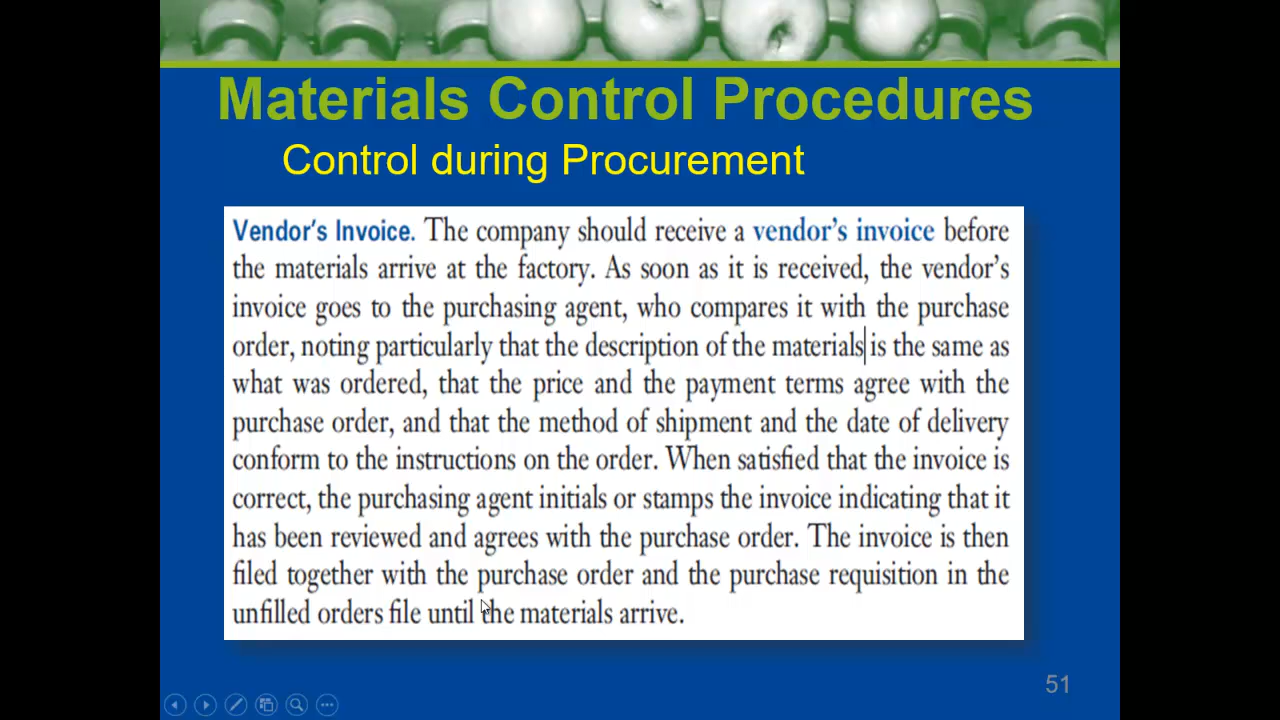 Materials Control Procedures
Control during Procurement
Vendor's Invoice. The company should receive a vendor's invoice before
the materials arrive at the factory. As soon as it is received, the vendor's
invoice goes to the purchasing agent, who compares it with the purchase
order, noting particularly that the description of the materials is the same as
what was ordered, that the price and the payment terms agree with the
purchase order, and that the method of shipment and the date of delivery
conform to the instructions on the order. When satisfied that the invoice is
correct, the purchasing agent initials or stamps the invoice indicating that it
has been reviewed and agrees with the purchase order. The invoice is then
filed together with the purchase order and the purchase requisition in the
unfilled orders file until the materials arrive.
51